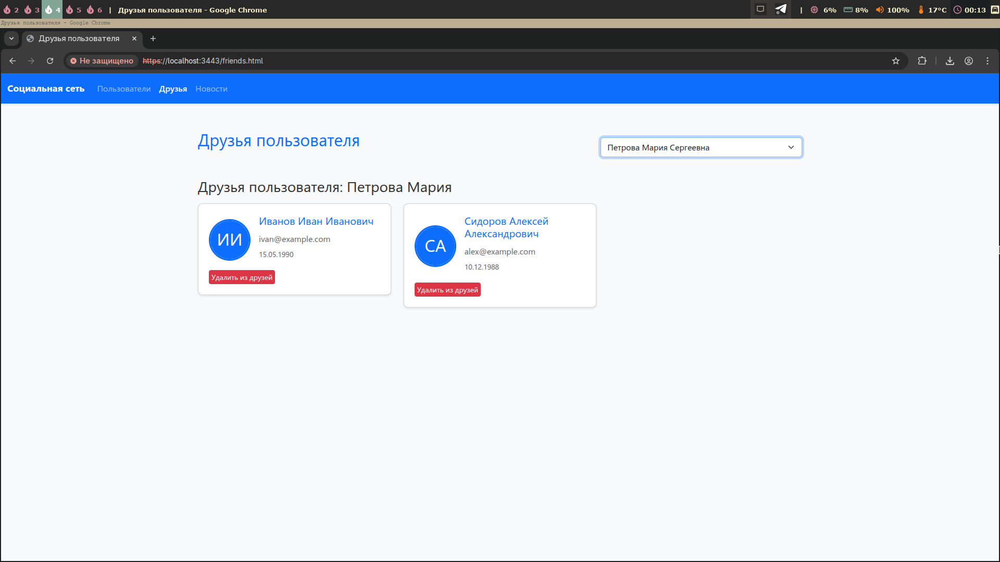 2 3 4 5 6 | Друзья пользователя - Google Chrome | 6% 8% 100% 17°C 00:13
Друзья пользователя - Google Chrome
Друзья пользователя
Не защищено https://localhost:3443/friends.html
Социальная сеть Пользователи Друзья Новости
Друзья пользователя
Петрова Мария Сергеевна
Друзья пользователя: Петрова Мария
ИИ
Иванов Иван Иванович
ivan@example.com
15.05.1990
Удалить из друзей
СА
Сидоров Алексей
Александрович
alex@example.com
10.12.1988
Удалить из друзей